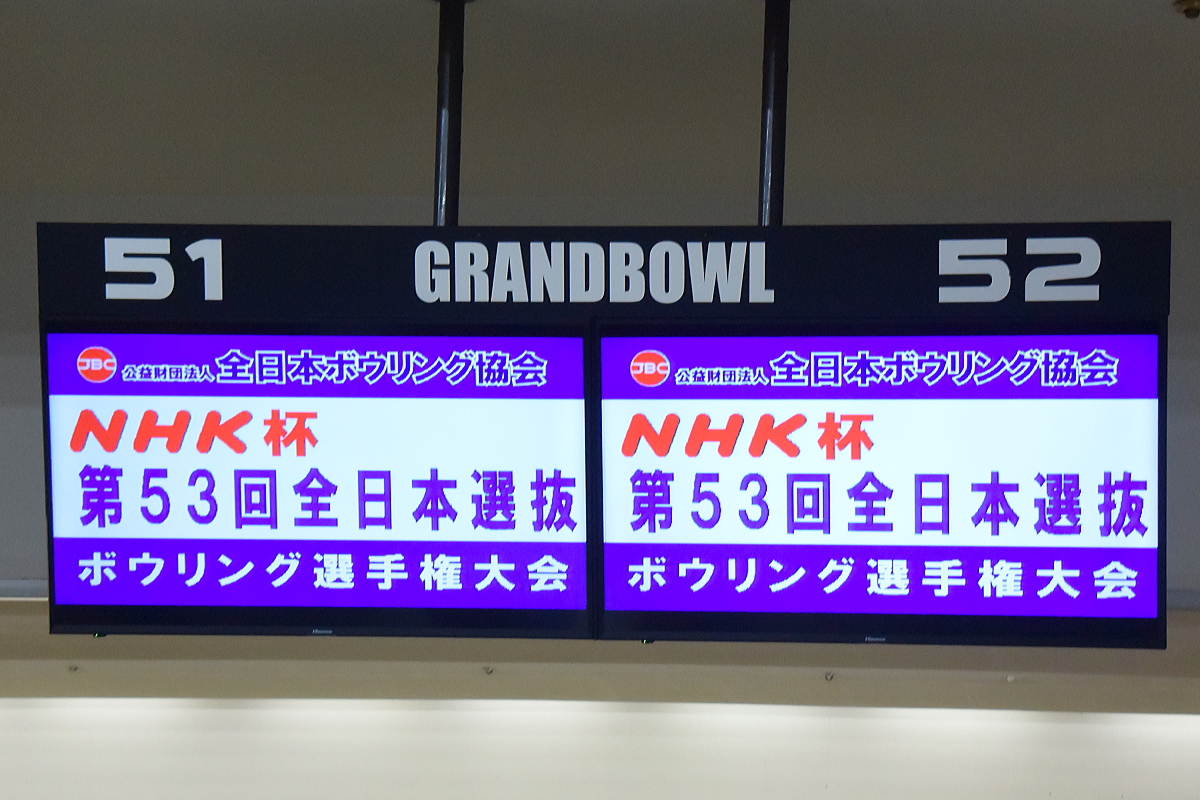 51 GRANDBOWL 52
JBC 公益財団法人 全日本ボウリング協会
NHK杯
第53回全日本選抜
ボウリング選手権大会
Hisense
JBC 公益財団法人 全日本ボウリング協会
NHK杯
第53回全日本選抜
ボウリング選手権大会
Hisense